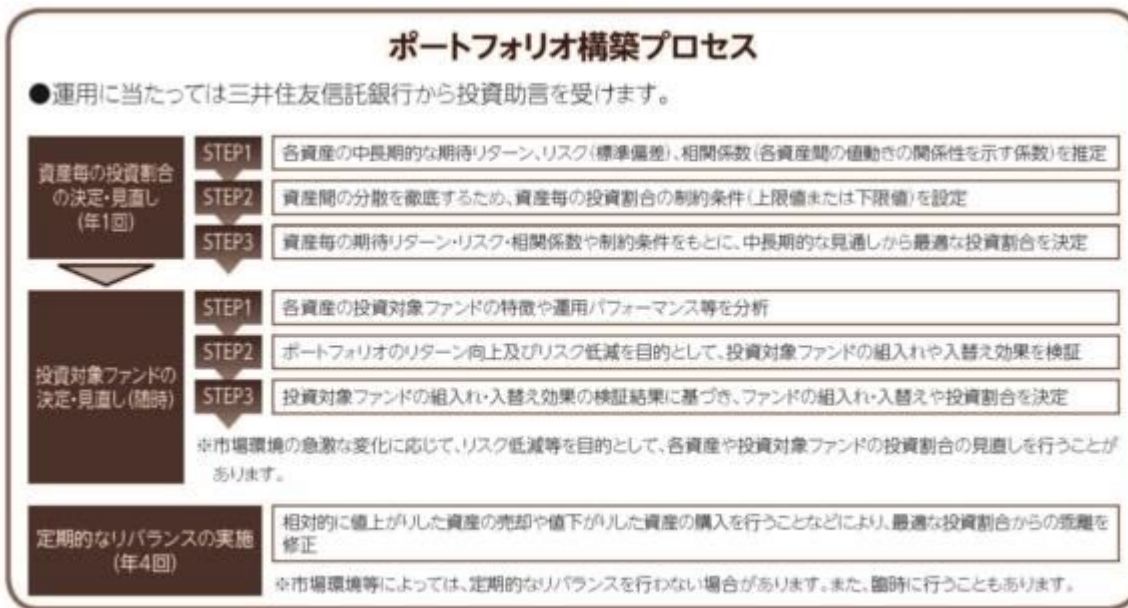 ポートフォリオ構築プロセス
●運用に当たっては三井住友信託銀行から投資助言を受けます。
資産毎の投資割合
の決定・見直し
(年1回)
STEP1
各資産の中長期的な期待リターン、リスク(標準偏差)、相関係数(各資産間の値動きの関係性を示す係数)を推定
STEP2
資産間の分散を徹底するため、資産毎の投資割合の制約条件(上限値または下限値)を設定
STEP3
資産毎の期待リターン・リスク・相関係数や制約条件をもとに、中長期的な見通しから最適な投資割合を決定
投資対象ファンドの
決定・見直し(随時)
STEP1
各資産の投資対象ファンドの特徴や運用パフォーマンス等を分析
STEP2
ポートフォリオのリターン向上及びリスク低減を目的として、投資対象ファンドの組入れや入替え効果を検証
STEP3
投資対象ファンドの組入れ・入替え効果の検証結果に基づき、ファンドの組入れ・入替えや投資割合を決定
※市場環境の急激な変化に応じて、リスク低減等を目的として、各資産や投資対象ファンドの投資割合の見直しを行うことが
あります。
定期的なリバランスの実施
(年4回)
相対的に値上がりした資産の売却や値下がりした資産の購入を行うことなどにより、最適な投資割合からの乖離を
修正
※市場環境等によっては、定期的なリバランスを行わない場合があります。また、臨時に行うこともあります。